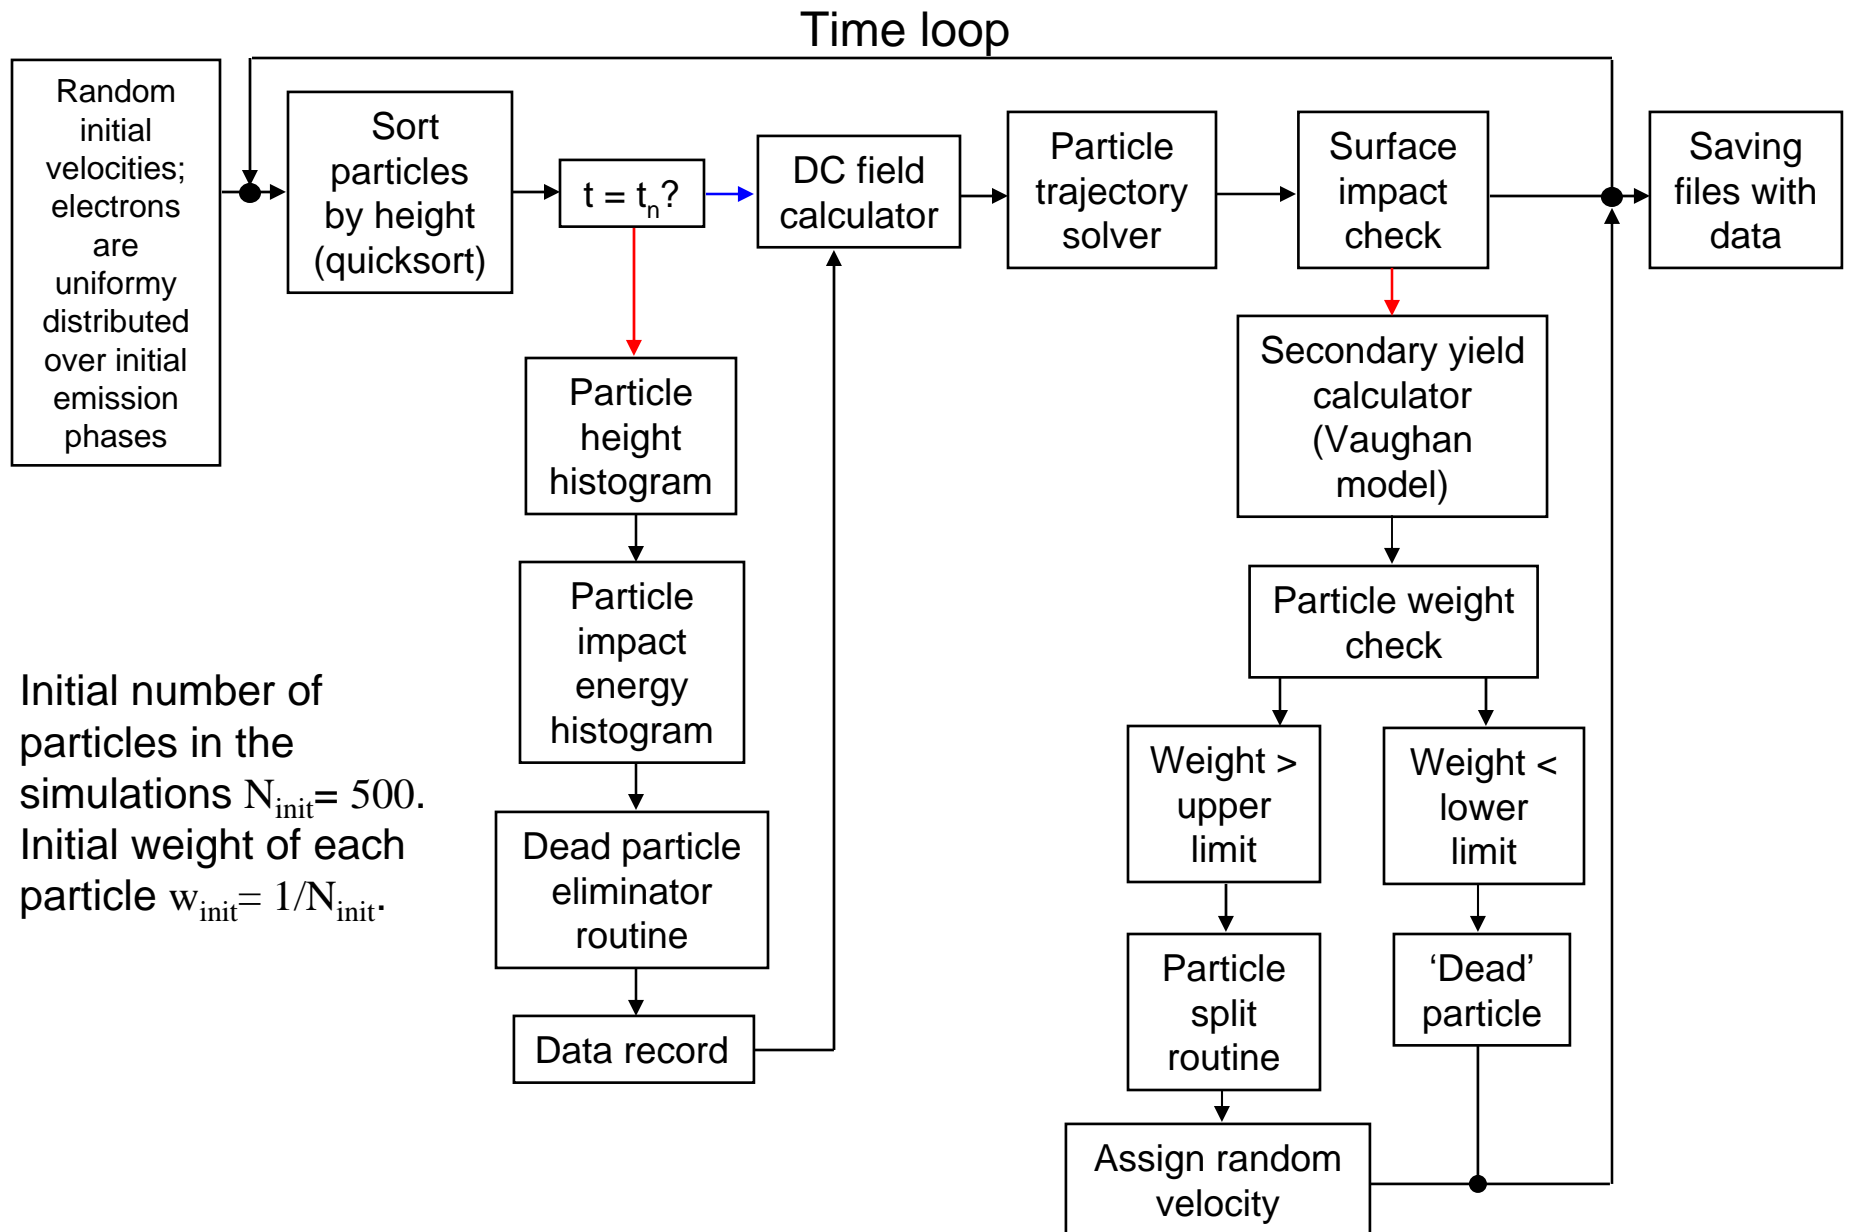 Time loop
Random
initial
velocities;
electrons
are
uniformy
distributed
over initial
emission
phases
Sort
particles
by height
(quicksort)
t = tn?
DC field
calculator
Particle
trajectory
solver
Surface
impact
check
Saving
files with
data
Particle
height
histogram
Particle
impact
energy
histogram
Dead particle
eliminator
routine
Data record
Secondary yield
calculator
(Vaughan
model)
Particle weight
check
Weight >
upper
limit
Weight <
lower
limit
Particle
split
routine
‘Dead’
particle
Assign random
velocity
Initial number of
particles in the
simulations Ninit= 500.
Initial weight of each
particle winit= 1/Ninit.